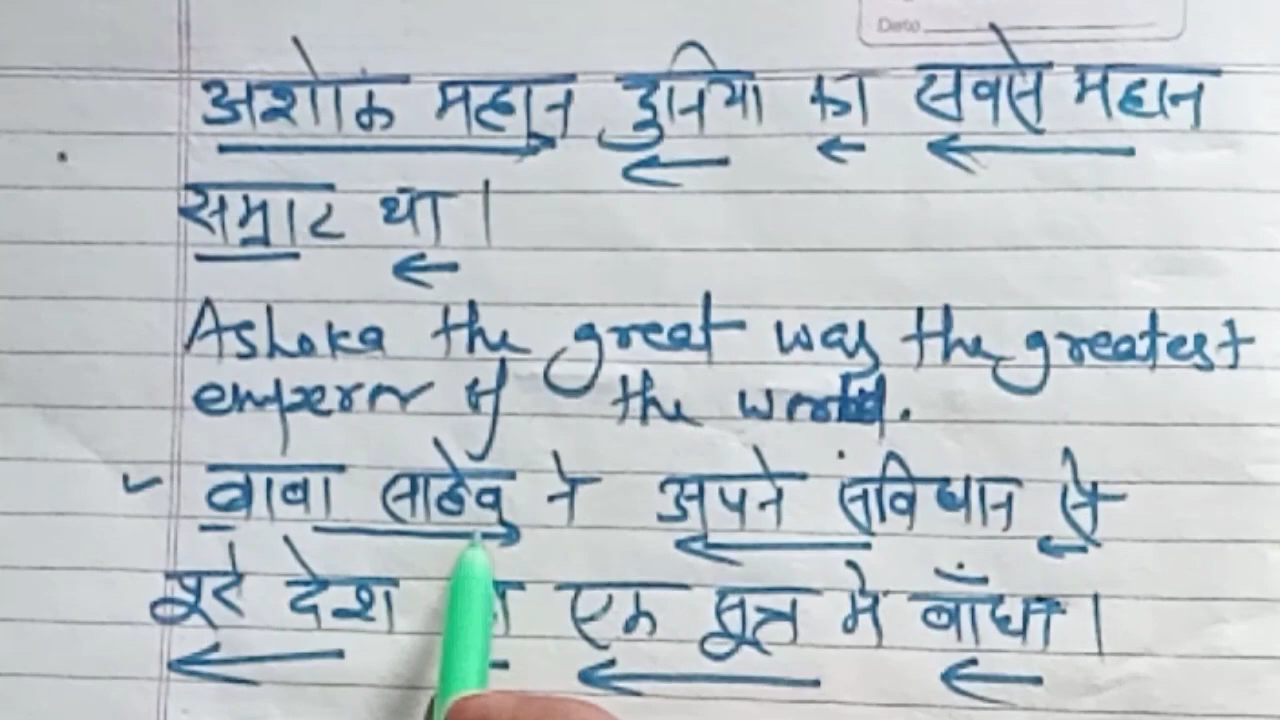 Date
अशोक महान दुनिया का सबसे महान
सम्राट था।
Ashoka the great was the greatest
emperor of the world.
बाबा साहेब ने अपने संविधान से
पूरे देश एक सूत्र में बाँधा।